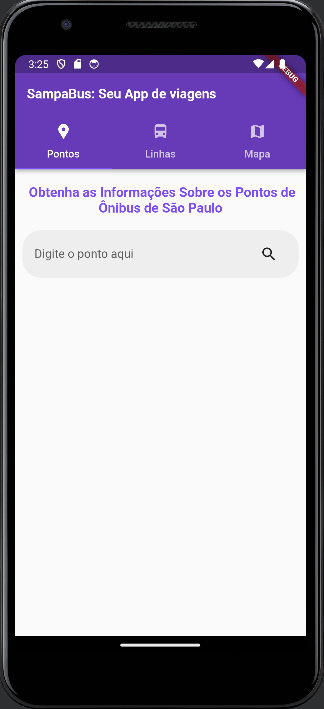 3:25
DEBUG
SampaBus: Seu App de viagens
Pontos Linhas Mapa
Obtenha as Informações Sobre os Pontos de
Ônibus de São Paulo
Digite o ponto aqui